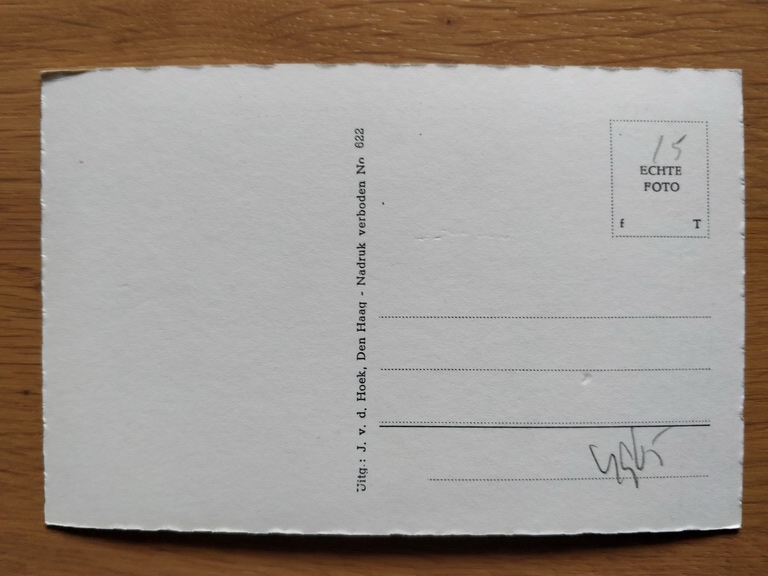 Uitg.: J. v. d. Hoek, Den Haag - Nadruk verboden No 622
15
ECHTE
FOTO
f T